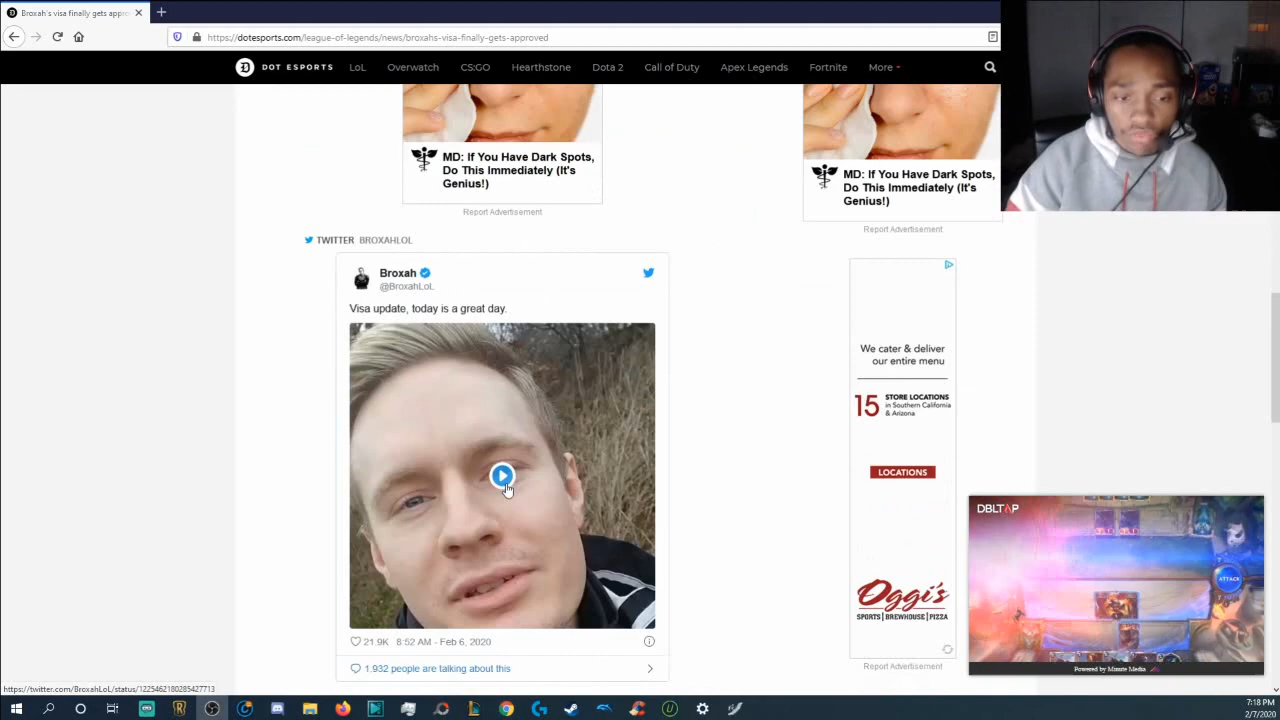 Broxah's visa finally gets appro
https://dotesports.com/league-of-legends/news/broxahs-visa-finally-gets-approved
DOT ESPORTS
LoL
Overwatch
CS:GO
Hearthstone
Dota 2
Call of Duty
Apex Legends
Fortnite
More
MD: If You Have Dark Spots,
Do This Immediately (It's
Genius!)
Report Advertisement
MD: If You Have Dark Spots,
Do This Immediately (It's
Genius!)
Report Advertisement
TWITTER BROXAHLOL
Broxah
@BroxahLoL
Visa update, today is a great day.
21.9K 8:52 AM - Feb 6, 2020
1,932 people are talking about this
We cater & deliver
our entire menu
15 STORE LOCATIONS
in Southern California
& Arizona
LOCATIONS
Oggi's
SPORTS|BREWHOUSE|PIZZA
Report Advertisement
DBLTAP
ATTACK
Powered by Minute Media
https://twitter.com/BroxahLoL/status/1225462180285427713
7:18 PM
2/7/2020